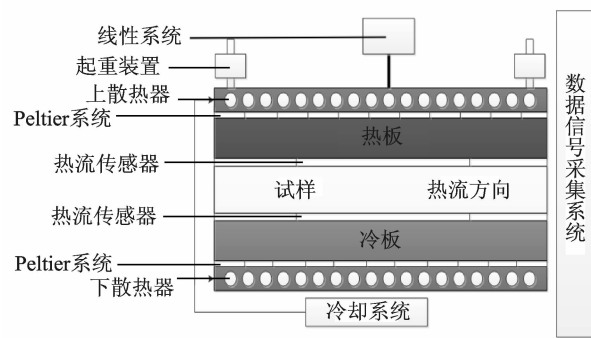 线性系统
起重装置
上散热器
Peltier系统
热板
热流传感器
试样
热流方向
热流传感器
冷板
Peltier系统
下散热器
冷却系统
数据信号采集系统